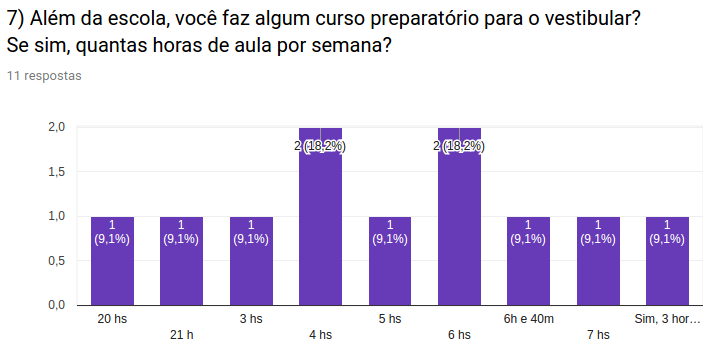 7) Além da escola, você faz algum curso preparatório para o vestibular?
Se sim, quantas horas de aula por semana?
11 respostas
2,0
1,5
1,0
0,5
0,0
1
(9,1%)
1
(9,1%)
1
(9,1%)
2 (18,2%)
1
(9,1%)
2 (18,2%)
1
(9,1%)
1
(9,1%)
1
(9,1%)
20 hs
21 h
3 hs
4 hs
5 hs
6 hs
6h e 40m
7 hs
Sim, 3 hor…